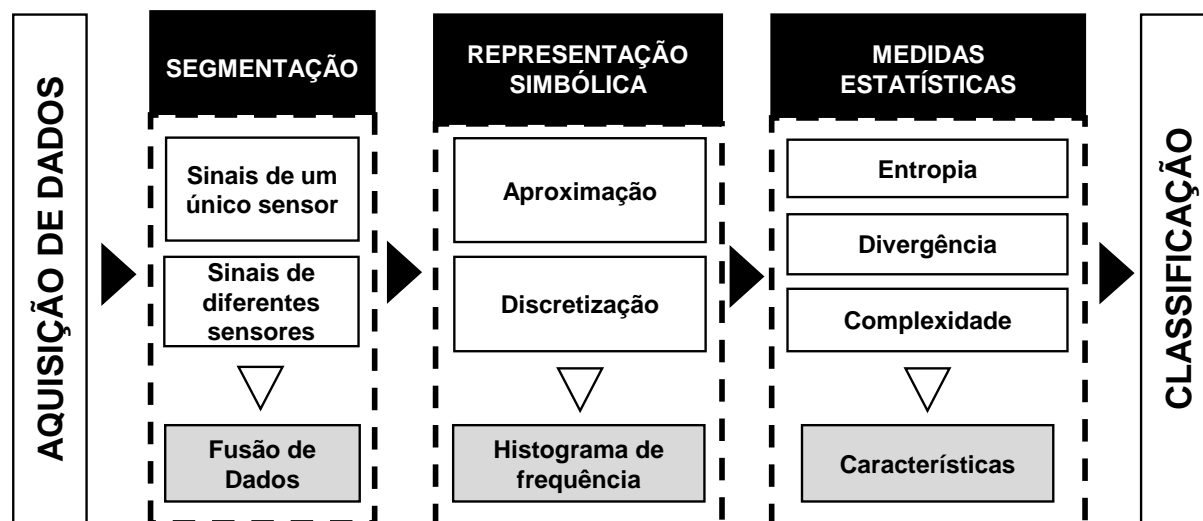 AQUISIÇÃO DE DADOS
SEGMENTAÇÃO
Sinais de um
único sensor
Sinais de
diferentes
sensores
Fusão de
Dados
REPRESENTAÇÃO
SIMBÓLICA
Aproximação
Discretização
Histograma de
frequência
MEDIDAS
ESTATÍSTICAS
Entropia
Divergência
Complexidade
Características
CLASSIFICAÇÃO